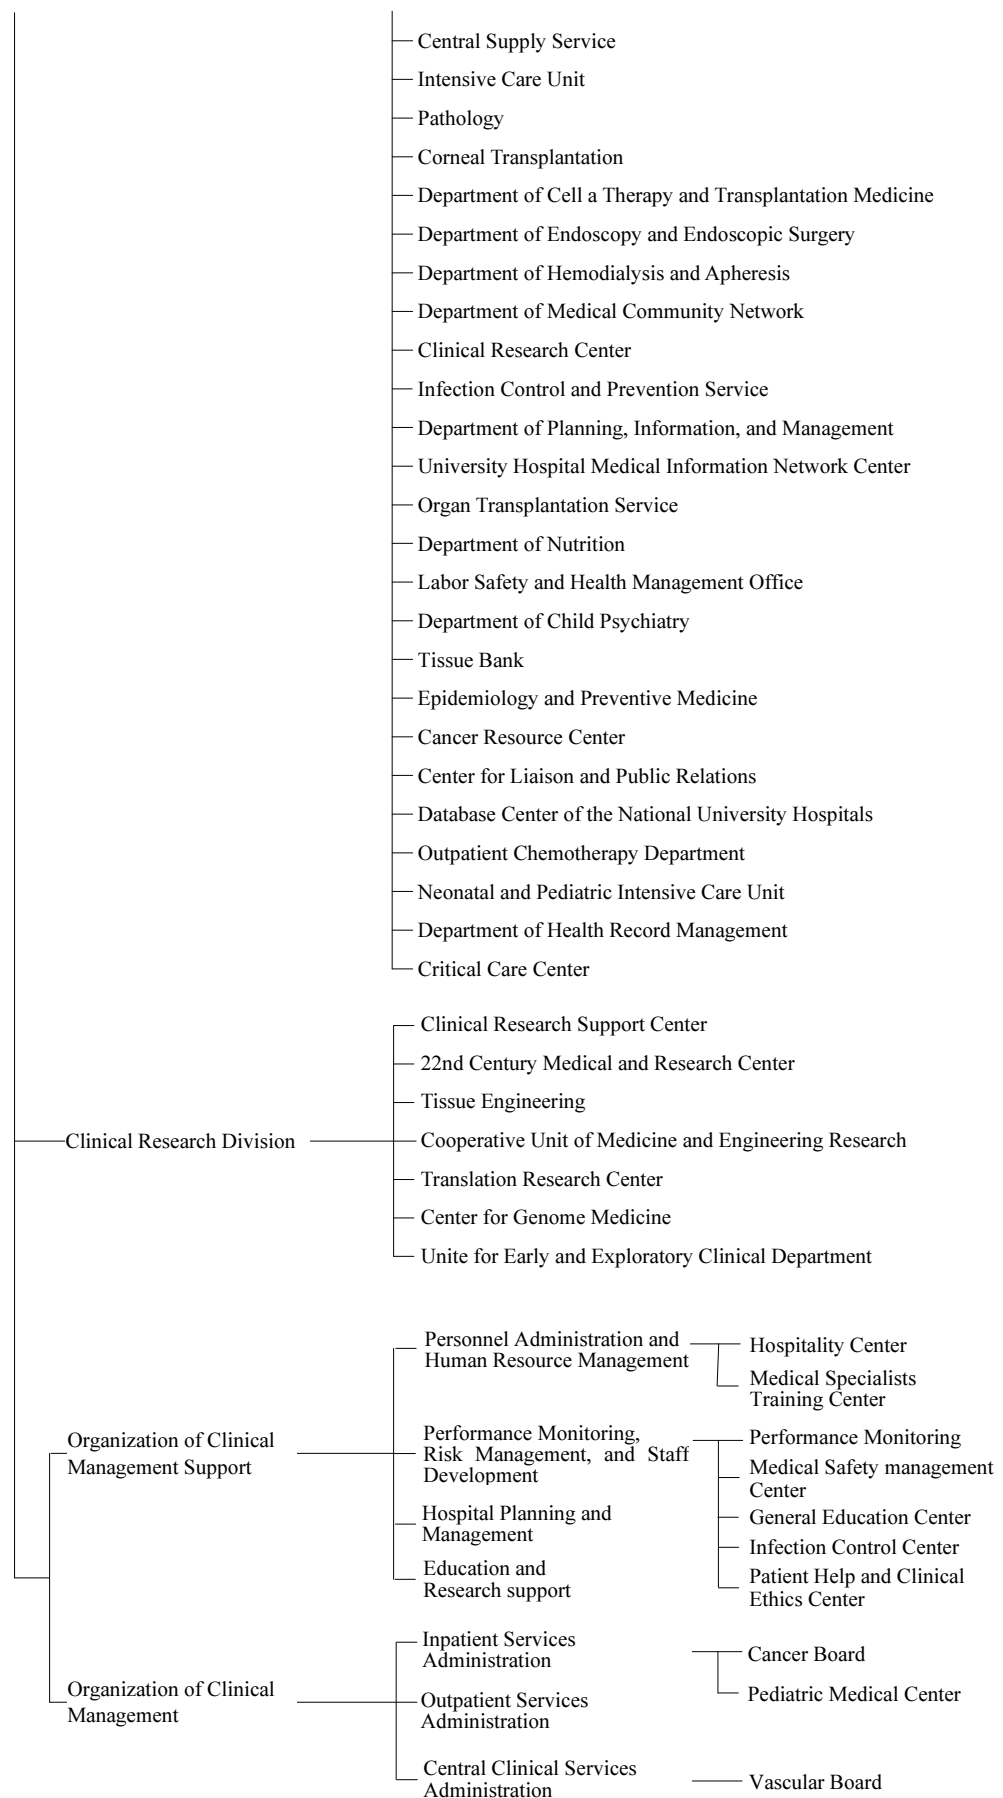 Central Supply Service
Intensive Care Unit
Pathology
Corneal Transplantation
Department of Cell a Therapy and Transplantation Medicine
Department of Endoscopy and Endoscopic Surgery
Department of Hemodialysis and Apheresis
Department of Medical Community Network
Clinical Research Center
Infection Control and Prevention Service
Department of Planning, Information, and Management
University Hospital Medical Information Network Center
Organ Transplantation Service
Department of Nutrition
Labor Safety and Health Management Office
Department of Child Psychiatry
Tissue Bank
Epidemiology and Preventive Medicine
Cancer Resource Center
Center for Liaison and Public Relations
Database Center of the National University Hospitals
Outpatient Chemotherapy Department
Neonatal and Pediatric Intensive Care Unit
Department of Health Record Management
Critical Care Center
Clinical Research Division
Clinical Research Support Center
22nd Century Medical and Research Center
Tissue Engineering
Cooperative Unit of Medicine and Engineering Research
Translation Research Center
Center for Genome Medicine
Unite for Early and Exploratory Clinical Department
Organization of Clinical
Management Support
Personnel Administration and
Human Resource Management
Hospitality Center
Medical Specialists
Training Center
Performance Monitoring,
Risk Management, and Staff
Development
Performance Monitoring
Medical Safety management
Center
General Education Center
Infection Control Center
Patient Help and Clinical
Ethics Center
Hospital Planning and
Management
Education and
Research support
Organization of Clinical
Management
Inpatient Services
Administration
Cancer Board
Pediatric Medical Center
Outpatient Services
Administration
Central Clinical Services
Administration
Vascular Board